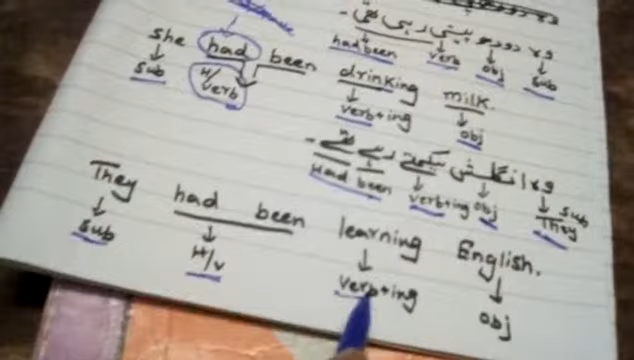 وہ دودھ پیتی رہی تھی۔
had been verb obj sub
she had been drinking milk.
sub H/verb verb+ing obj
وہ انگلش سیکھتے رہے تھے۔
Had been verb+ing obj sub They
They had been learning English.
sub H/v verb+ing obj